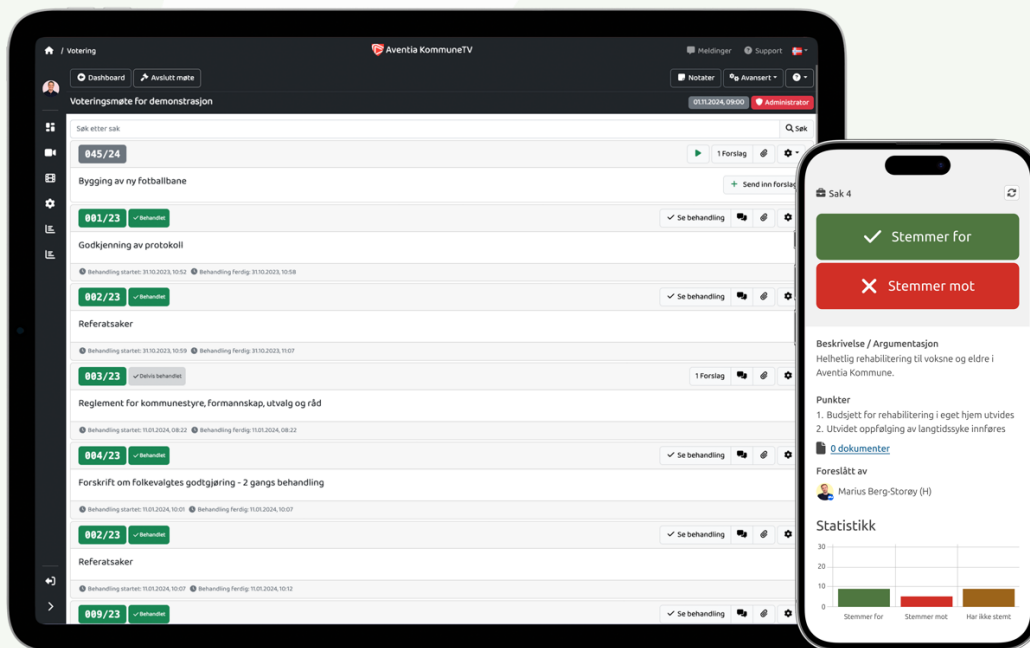 / Votering
Aventia KommuneTV
Meldinger
Support
Dashboard
Avslutt møte
Notater
Avansert
Voteringsmøte for demonstrasjon
01.11.2024, 09:00
Administrator
Søk etter sak
Søk
045/24
1 Forslag
Bygging av ny fotballbane
+ Send inn forslag
001/23
Behandlet
Se behandling
Godkjenning av protokoll
Behandling startet: 31.10.2023, 10:52
Behandling ferdig: 31.10.2023, 10:58
002/23
Behandlet
Se behandling
Referatsaker
Behandling startet: 31.10.2023, 10:59
Behandling ferdig: 31.10.2023, 11:07
003/23
Delvis behandlet
1 Forslag
Reglement for kommunestyre, formannskap, utvalg og råd
Behandling startet: 11.01.2024, 08:22
Behandling ferdig: 11.01.2024, 08:22
004/23
Behandlet
Se behandling
Forskrift om folkevalgtes godtgjøring - 2 gangs behandling
Behandling startet: 11.01.2024, 10:01
Behandling ferdig: 11.01.2024, 10:07
002/23
Behandlet
Se behandling
Referatsaker
Behandling startet: 11.01.2024, 10:07
Behandling ferdig: 11.01.2024, 10:12
009/23
Behandlet
Se behandling
Sak 4
Stemmer for
Stemmer mot
Beskrivelse / Argumentasjon
Helhetlig rehabilitering til voksne og eldre i
Aventia Kommune.
Punkter
1. Budsjett for rehabilitering i eget hjem utvides
2. Utvidet oppfølging av langtidssyke innføres
0 dokumenter
Foreslått av
Marius Berg-Storøy (H)
Statistikk
30
20
10
0
Stemmer for
Stemmer mot
Har ikke stemt